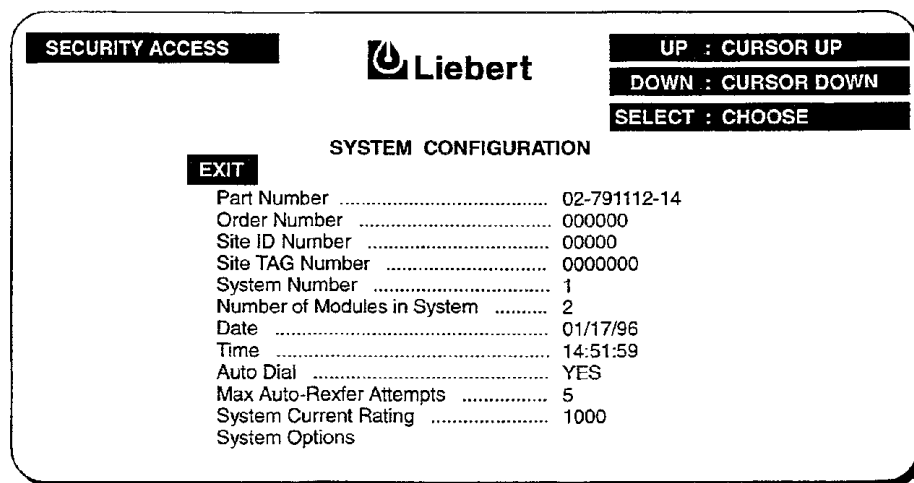 SECURITY ACCESS
Liebert
UP : CURSOR UP
DOWN : CURSOR DOWN
SELECT : CHOOSE
SYSTEM CONFIGURATION
EXIT
Part Number ................................ 02-791112-14
Order Number ............................. 000000
Site ID Number ........................... 00000
Site TAG Number ........................ 0000000
System Number ........................... 1
Number of Modules in System .......... 2
Date .......................................... 01/17/96
Time .......................................... 14:51:59
Auto Dial .................................... YES
Max Auto-Rexfer Attempts ............... 5
System Current Rating ...................... 1000
System Options